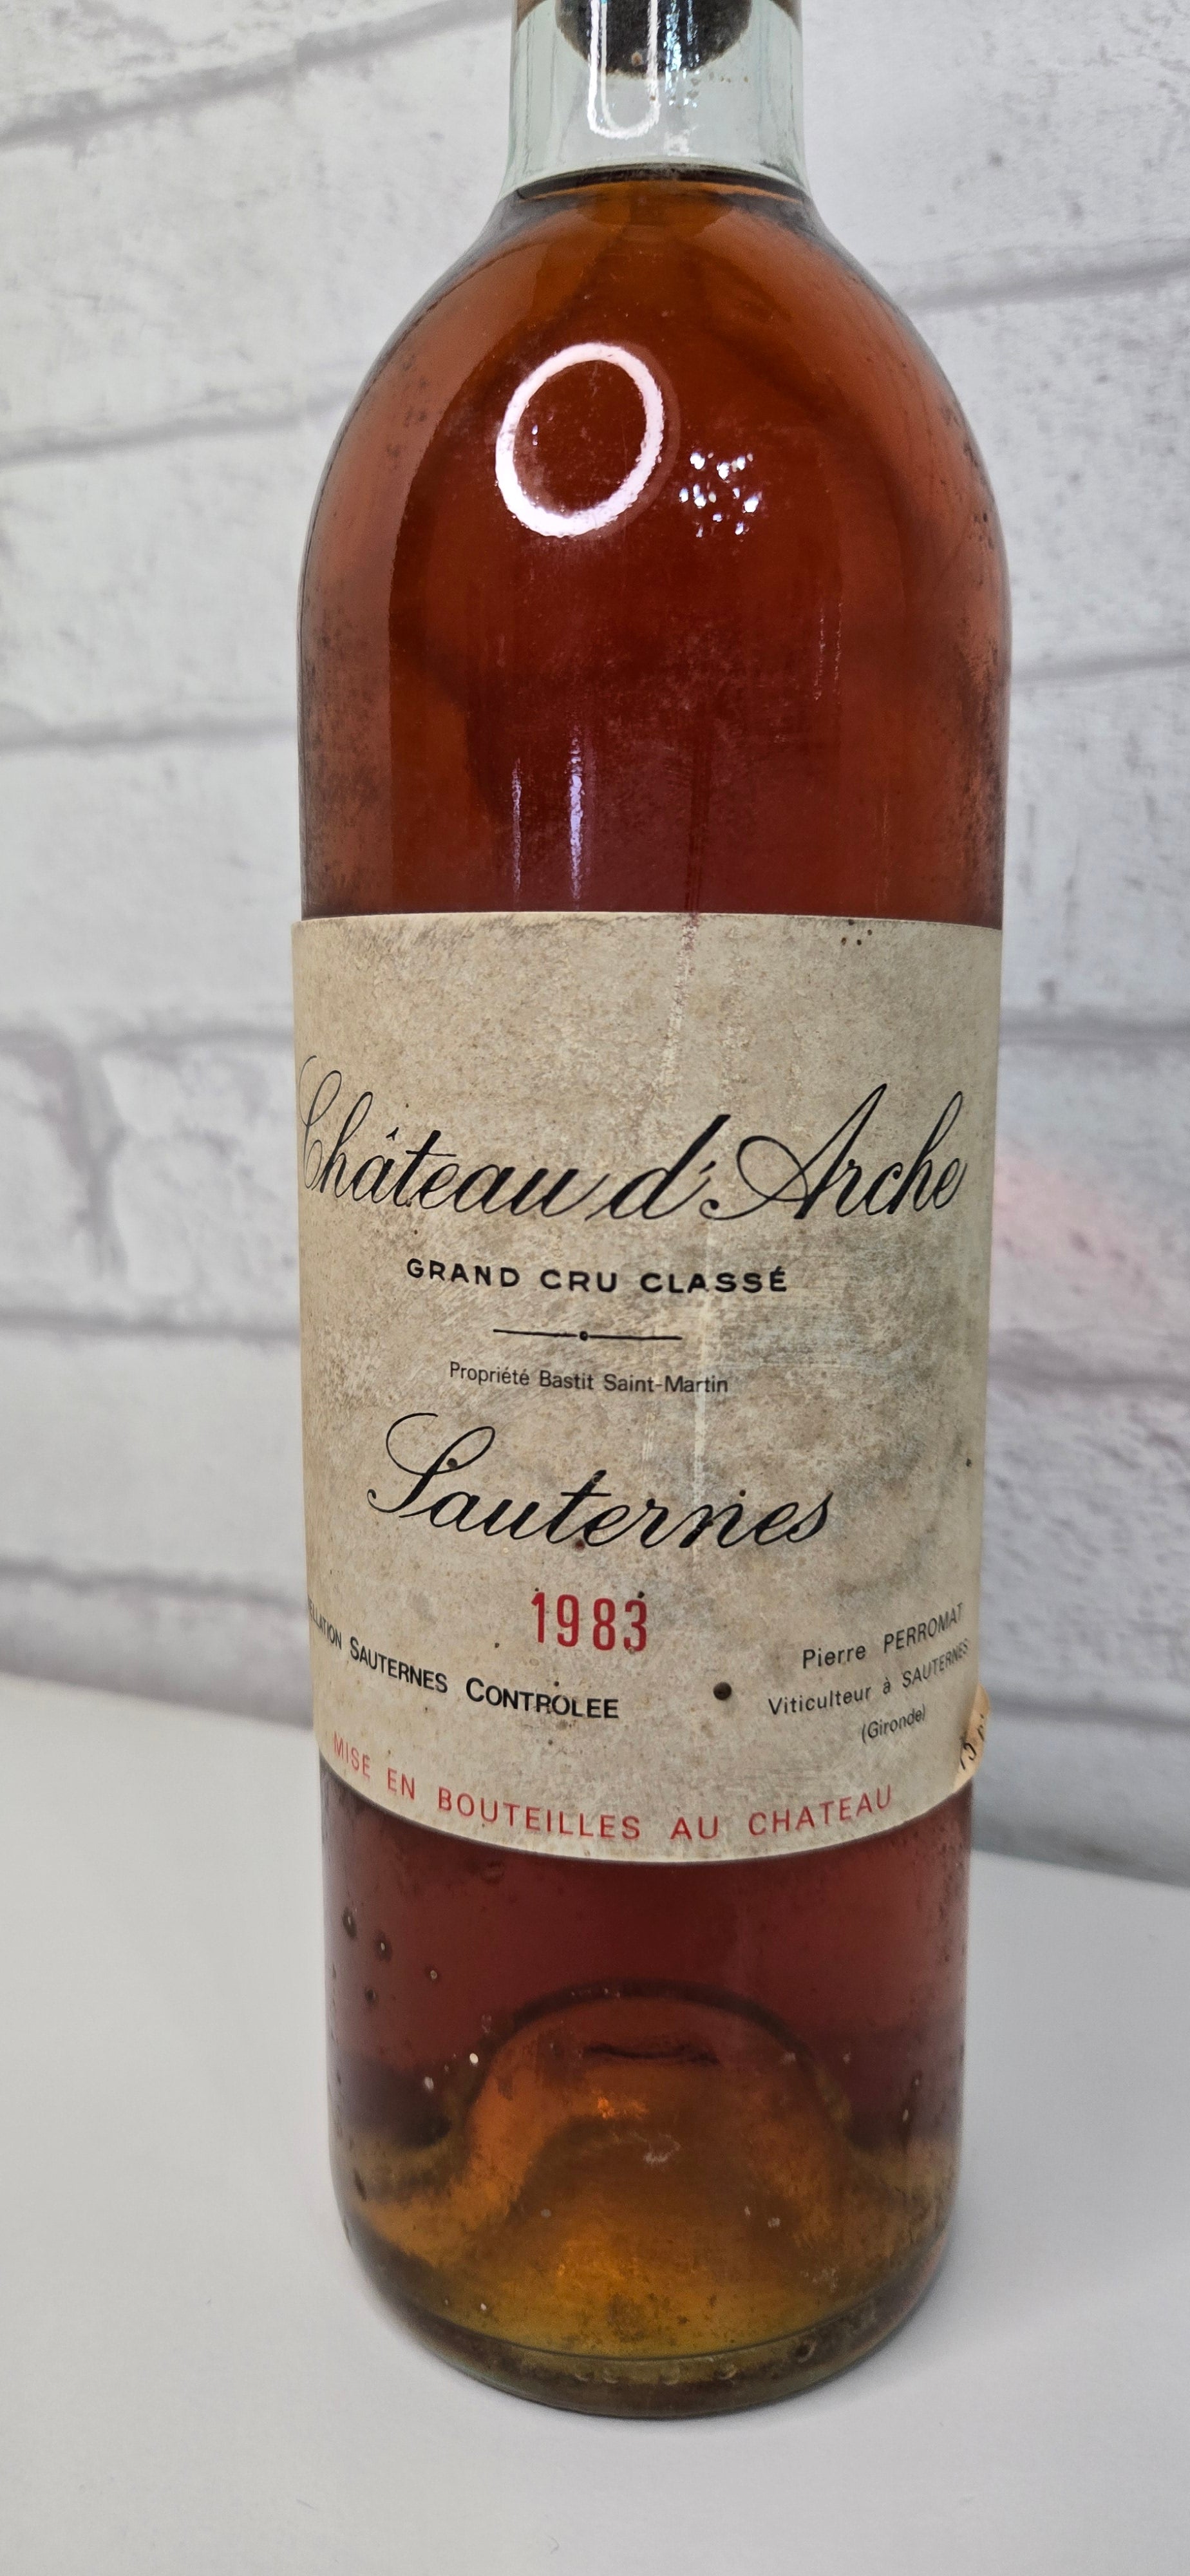 Château d'Arche
GRAND CRU CLASSÉ
Propriété Bastit Saint-Martin
Sauternes
1983
SAUTERNES CONTROLEE
Pierre PERROMAT
Viticulteur à SAUTERNES
(Gironde)
MISE EN BOUTEILLES AU CHATEAU